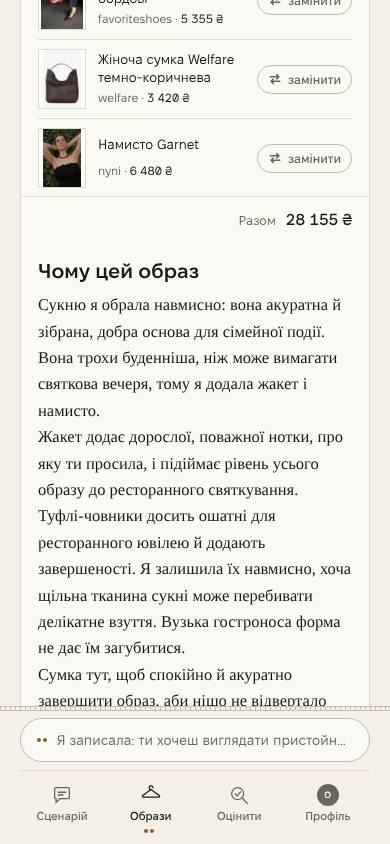 бордові
favoriteshoes · 5 355 ₴
замінити
Жіноча сумка Welfare
темно-коричнева
welfare · 3 420 ₴
замінити
Намисто Garnet
nyni · 6 480 ₴
замінити
Разом 28 155 ₴
Чому цей образ
Сукню я обрала навмисно: вона акуратна й
зібрана, добра основа для сімейної події.
Вона трохи буденніша, ніж може вимагати
святкова вечеря, тому я додала жакет і
намисто.
Жакет додає дорослої, поважної нотки, про
яку ти просила, і підіймає рівень усього
образу до ресторанного святкування.
Туфлі-човники досить ошатні для
ресторанного ювілею й додають
завершеності. Я залишила їх навмисно, хоча
щільна тканина сукні може перебивати
делікатне взуття. Вузька гостроноса форма
не дає їм загубитися.
Сумка тут, щоб спокійно й акуратно
завершити образ, аби ніщо не відвертало
Я записала: ти хочеш виглядати пристойн...
Сценарій
Образи
Оцінити
О
Профіль